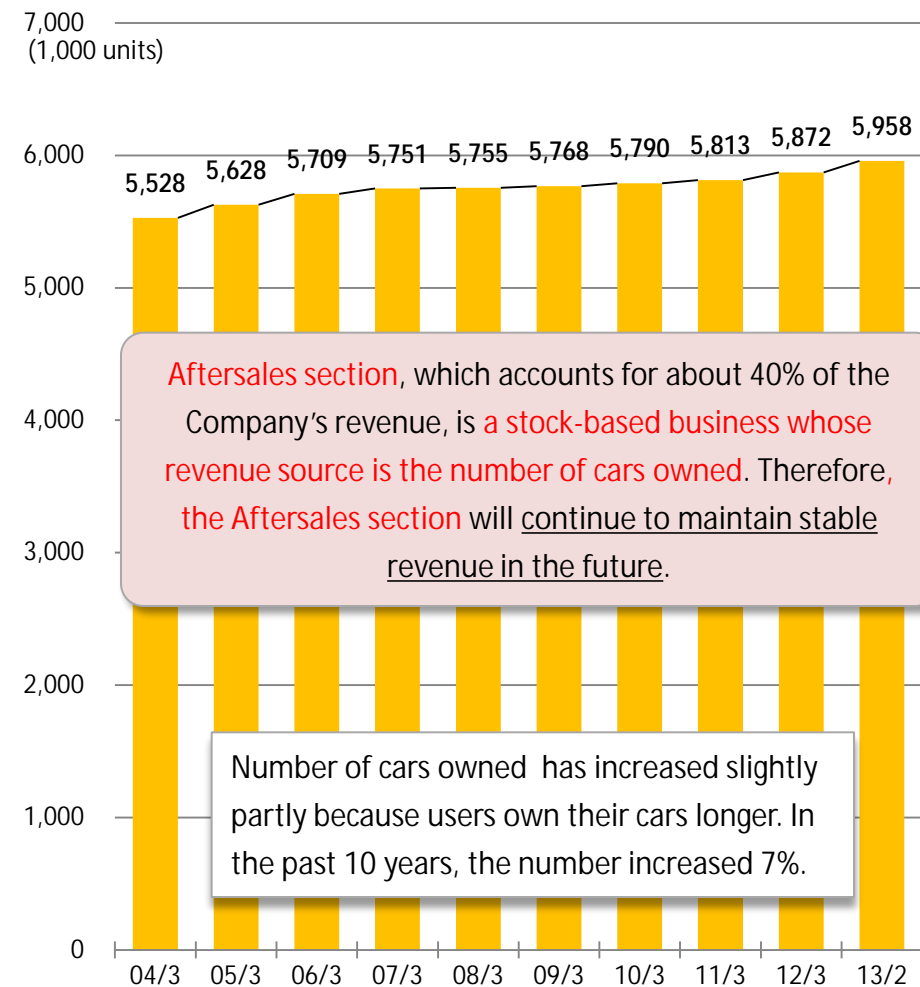 7,000
(1,000 units)
6,000
5,000
4,000
3,000
2,000
1,000
0
5,528 5,628 5,709 5,751 5,755 5,768 5,790 5,813 5,872 5,958
Aftersales section, which accounts for about 40% of the
Company’s revenue, is a stock-based business whose
revenue source is the number of cars owned. Therefore,
the Aftersales section will continue to maintain stable
revenue in the future.
Number of cars owned has increased slightly
partly because users own their cars longer. In
the past 10 years, the number increased 7%.
04/3 05/3 06/3 07/3 08/3 09/3 10/3 11/3 12/3 13/2